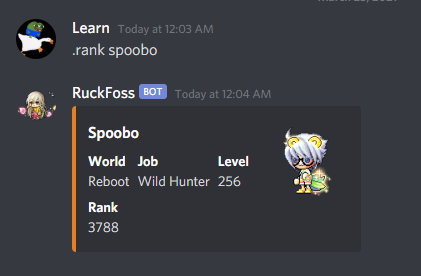 Learn Today at 12:03 AM
.rank spoobo
RuckFoss BOT Today at 12:04 AM
Spoobo
World Job Level
Reboot Wild Hunter 256
Rank
3788